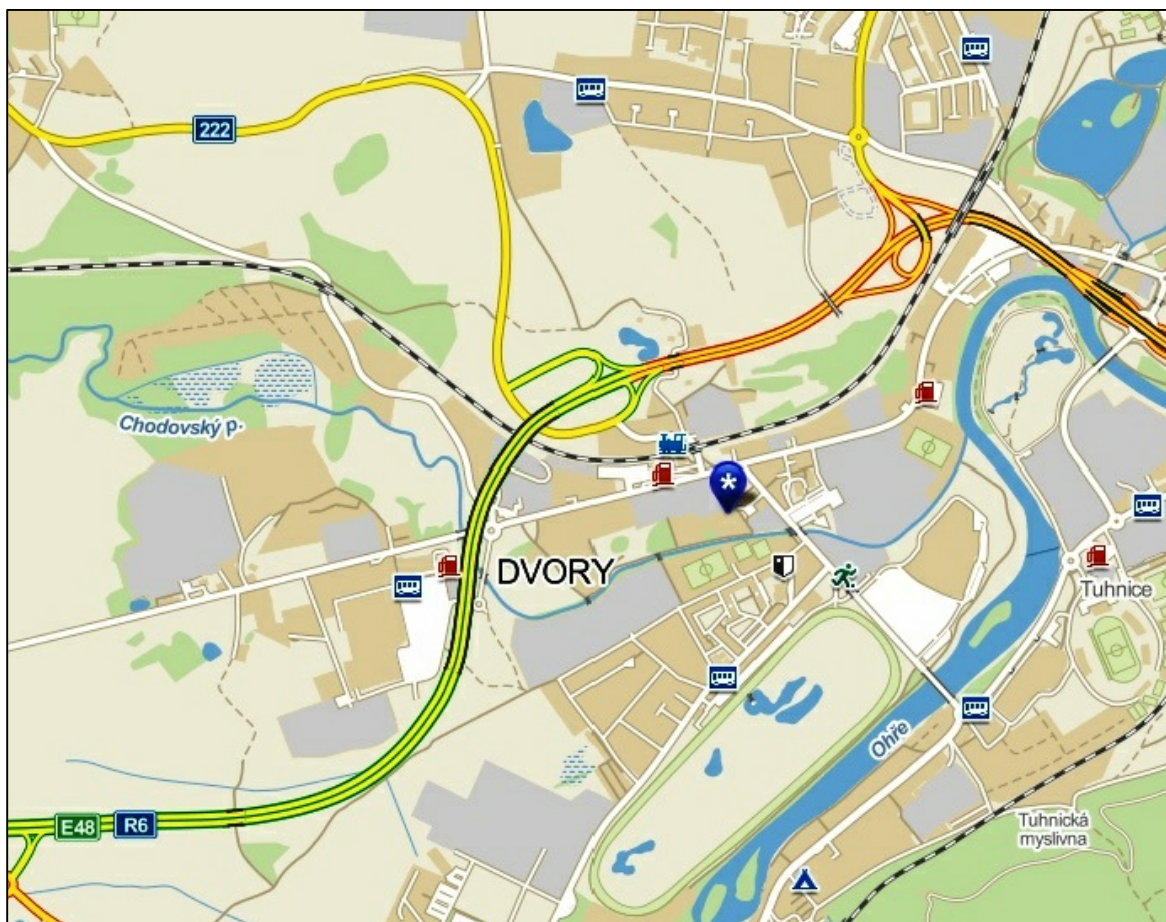 222
Chodovský p.
DVORY
Tuhnice
Ohře
E48
R6
Tuhnická
myslivna